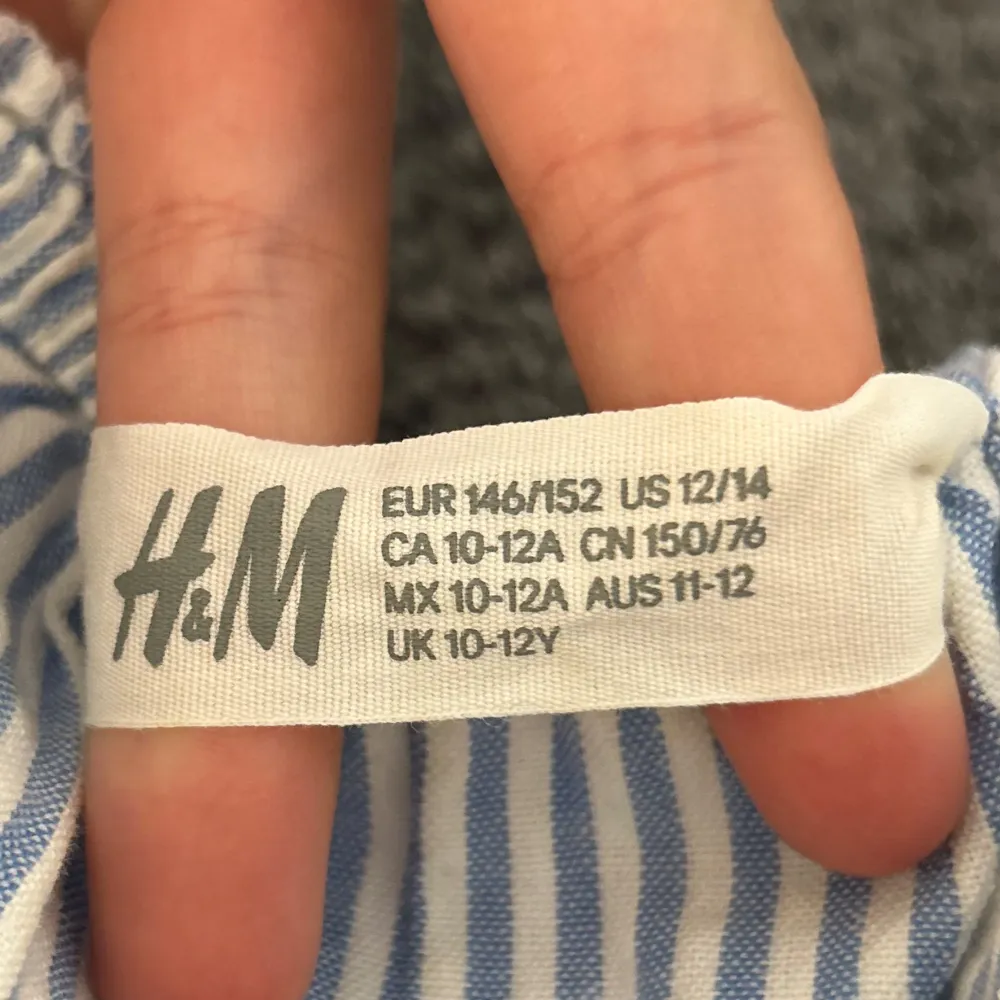 H&M
EUR 146/152 US 12/14
CA 10-12A CN 150/76
MX 10-12A AUS 11-12
UK 10-12Y